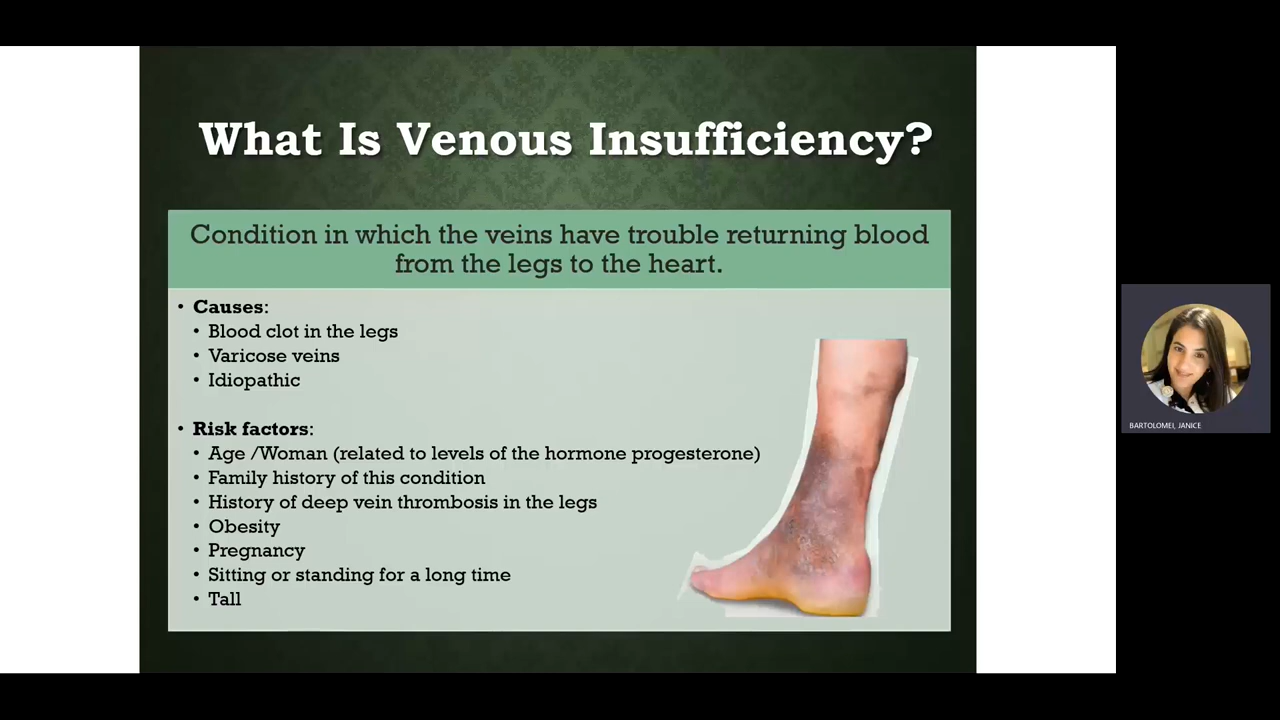 What Is Venous Insufficiency?
Condition in which the veins have trouble returning blood
from the legs to the heart.
• Causes:
• Blood clot in the legs
• Varicose veins
• Idiopathic
• Risk factors:
• Age /Woman (related to levels of the hormone progesterone)
• Family history of this condition
• History of deep vein thrombosis in the legs
• Obesity
• Pregnancy
• Sitting or standing for a long time
• Tall
BARTOLOMEI, JANICE